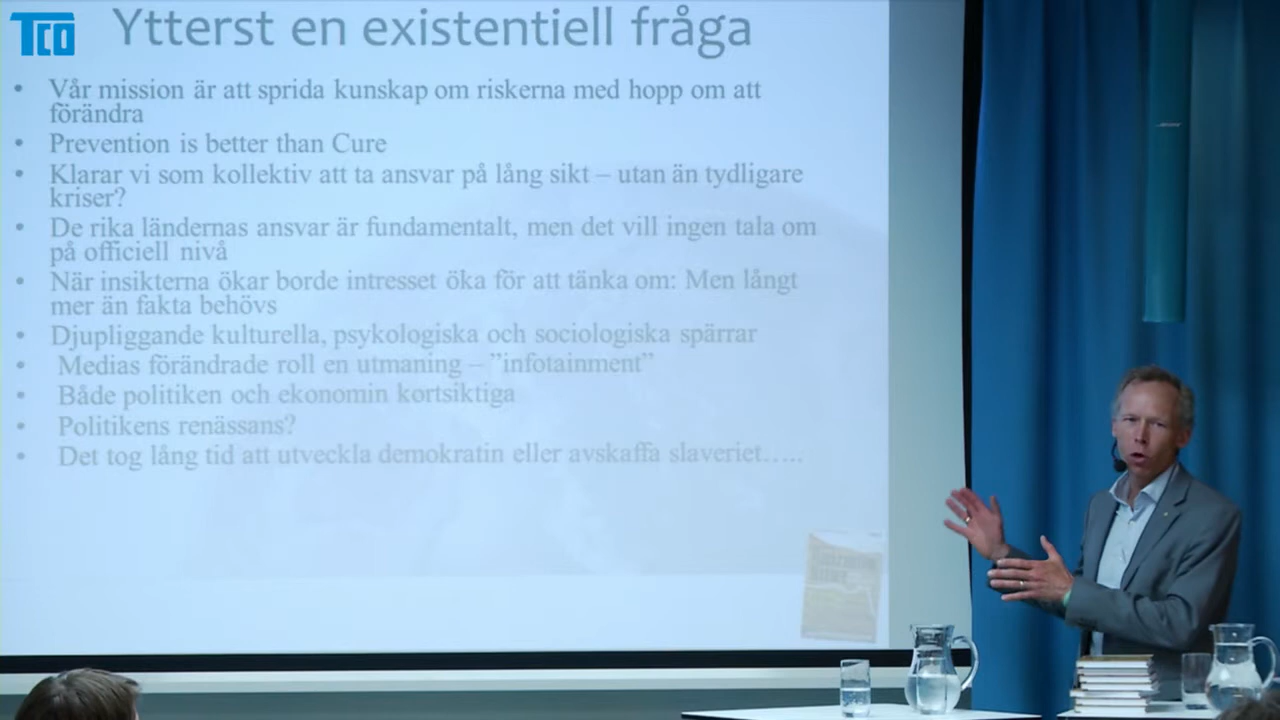 TCO
Ytterst en existentiell fråga
• Vår mission är att sprida kunskap om riskerna med hopp om att
förändra
• Prevention is better than Cure
• Klarar vi som kollektiv att ta ansvar på lång sikt – utan än tydligare
kriser?
• De rika ländernas ansvar är fundamentalt, men det vill ingen tala om
på officiell nivå
• När insikterna ökar borde intresset öka för att tänka om: Men långt
mer än fakta behövs
• Djupliggande kulturella, psykologiska och sociologiska spärrar
• Medias förändrade roll en utmaning – ”infotainment”
• Både politiken och ekonomin kortsiktiga
• Politikens renässans?
• Det tog lång tid att utveckla demokratin eller avskaffa slaveriet…..